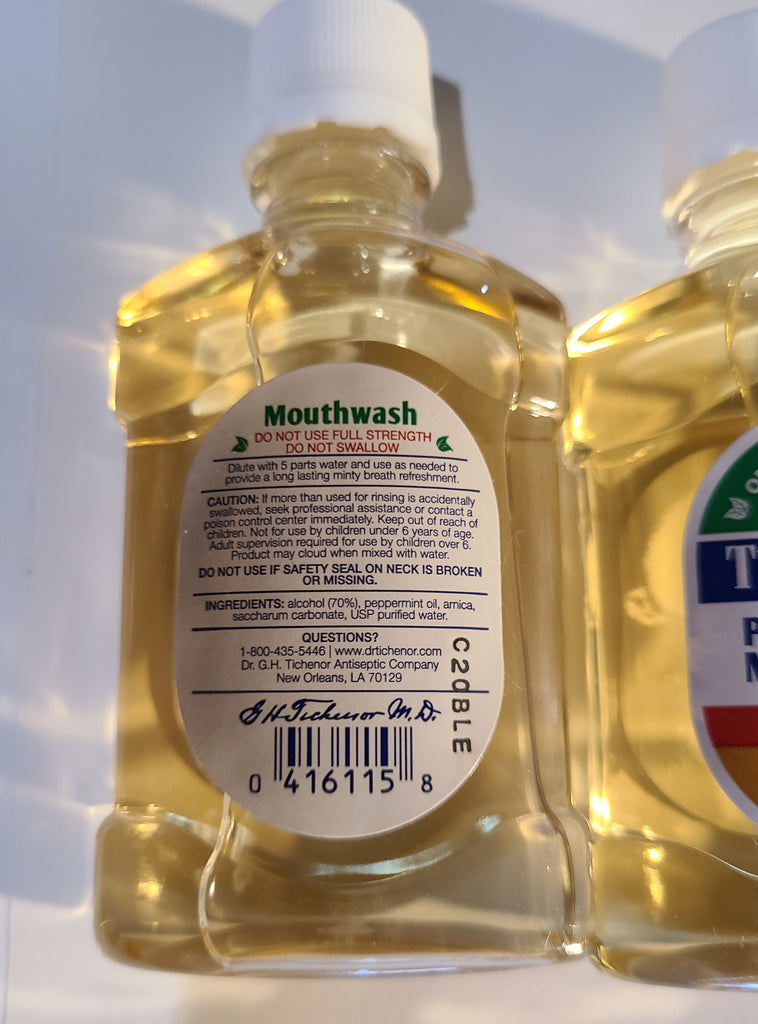 Mouthwash
DO NOT USE FULL STRENGTH
DO NOT SWALLOW
Dilute with 5 parts water and use as needed to
provide a long lasting minty breath refreshment.
CAUTION: If more than used for rinsing is accidentally
swallowed, seek professional assistance or contact a
poison control center immediately. Keep out of reach of
children. Not for use by children under 6 years of age.
Adult supervision required for use by children over 6.
Product may cloud when mixed with water.
DO NOT USE IF SAFETY SEAL ON NECK IS BROKEN
OR MISSING.
INGREDIENTS: alcohol (70%), peppermint oil, arnica,
saccharum carbonate, USP purified water.
QUESTIONS?
1-800-435-5446 | www.drtichenor.com
Dr. G.H. Tichenor Antiseptic Company
New Orleans, LA 70129
G H Tichenor M.D.
0 416115 8
C20BLE